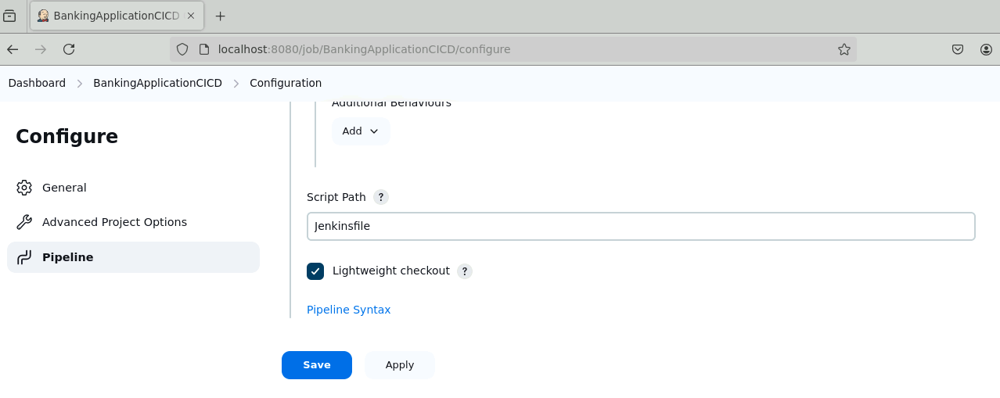 BankingApplicationCICD
localhost:8080/job/BankingApplicationCICD/configure
Dashboard BankingApplicationCICD Configuration
Additional Behaviours
Add
Configure
General
Advanced Project Options
Pipeline
Script Path ?
Jenkinsfile
Lightweight checkout ?
Pipeline Syntax
Save Apply